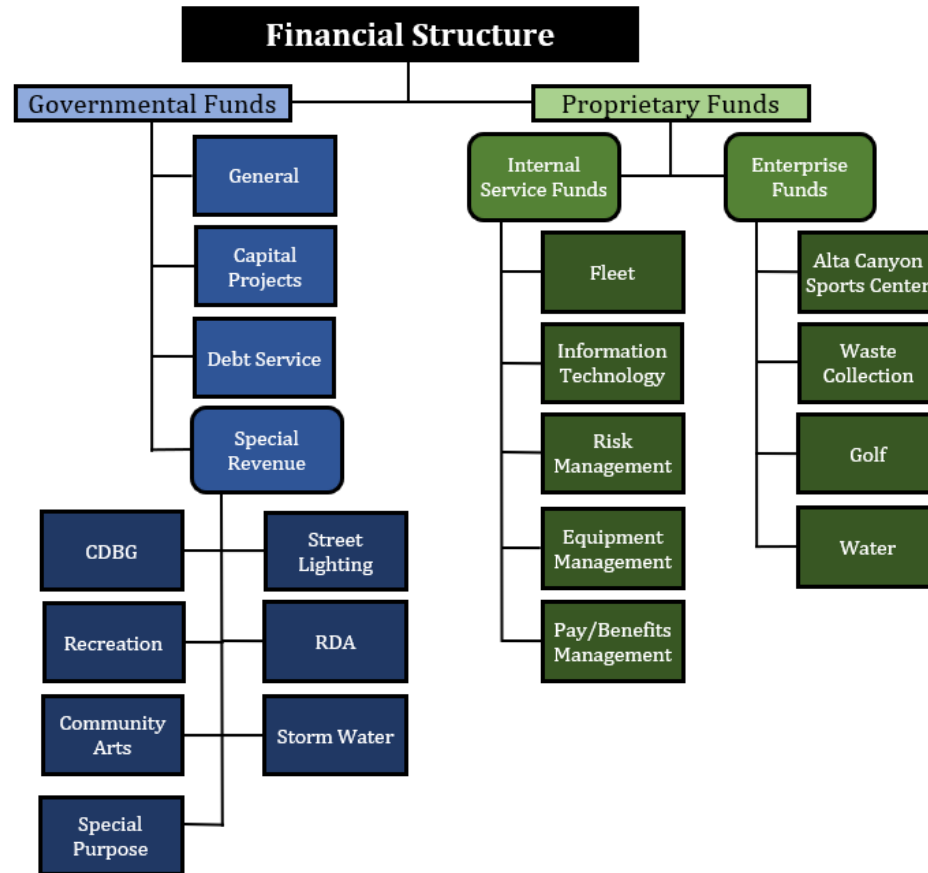 Financial Structure
Governmental Funds
Proprietary Funds
General
Capital
Projects
Debt Service
Special
Revenue
CDBG
Street
Lighting
Recreation
RDA
Community
Arts
Storm Water
Special
Purpose
Internal
Service Funds
Fleet
Information
Technology
Risk
Management
Equipment
Management
Pay/Benefits
Management
Enterprise
Funds
Alta Canyon
Sports Center
Waste
Collection
Golf
Water